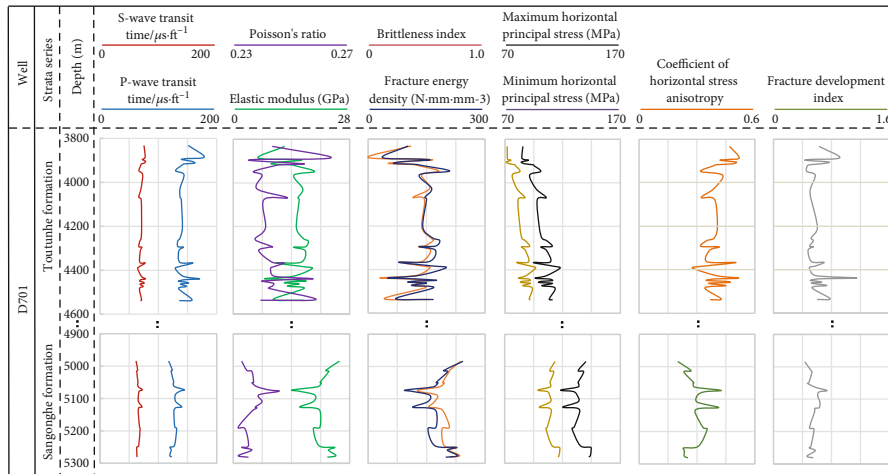 Well
Strata series
Depth (m)
S-wave transit
time/μs·ft⁻¹
0 200
P-wave transit
time/μs·ft⁻¹
0 200
Poisson's ratio
0.23 0.27
Elastic modulus (GPa)
0 28
Brittleness index
0 1.0
Fracture energy
density (N·mm·mm-3)
0 300
Maximum horizontal
principal stress (MPa)
70 170
Minimum horizontal
principal stress (MPa)
70 170
Coefficient of
horizontal stress
anisotropy
0 0.6
Fracture development
index
0 1.6
D701
Toutunhe formation
3800
4000
4200
4400
4600
Sangonghe formation
4900
5000
5100
5200
5300